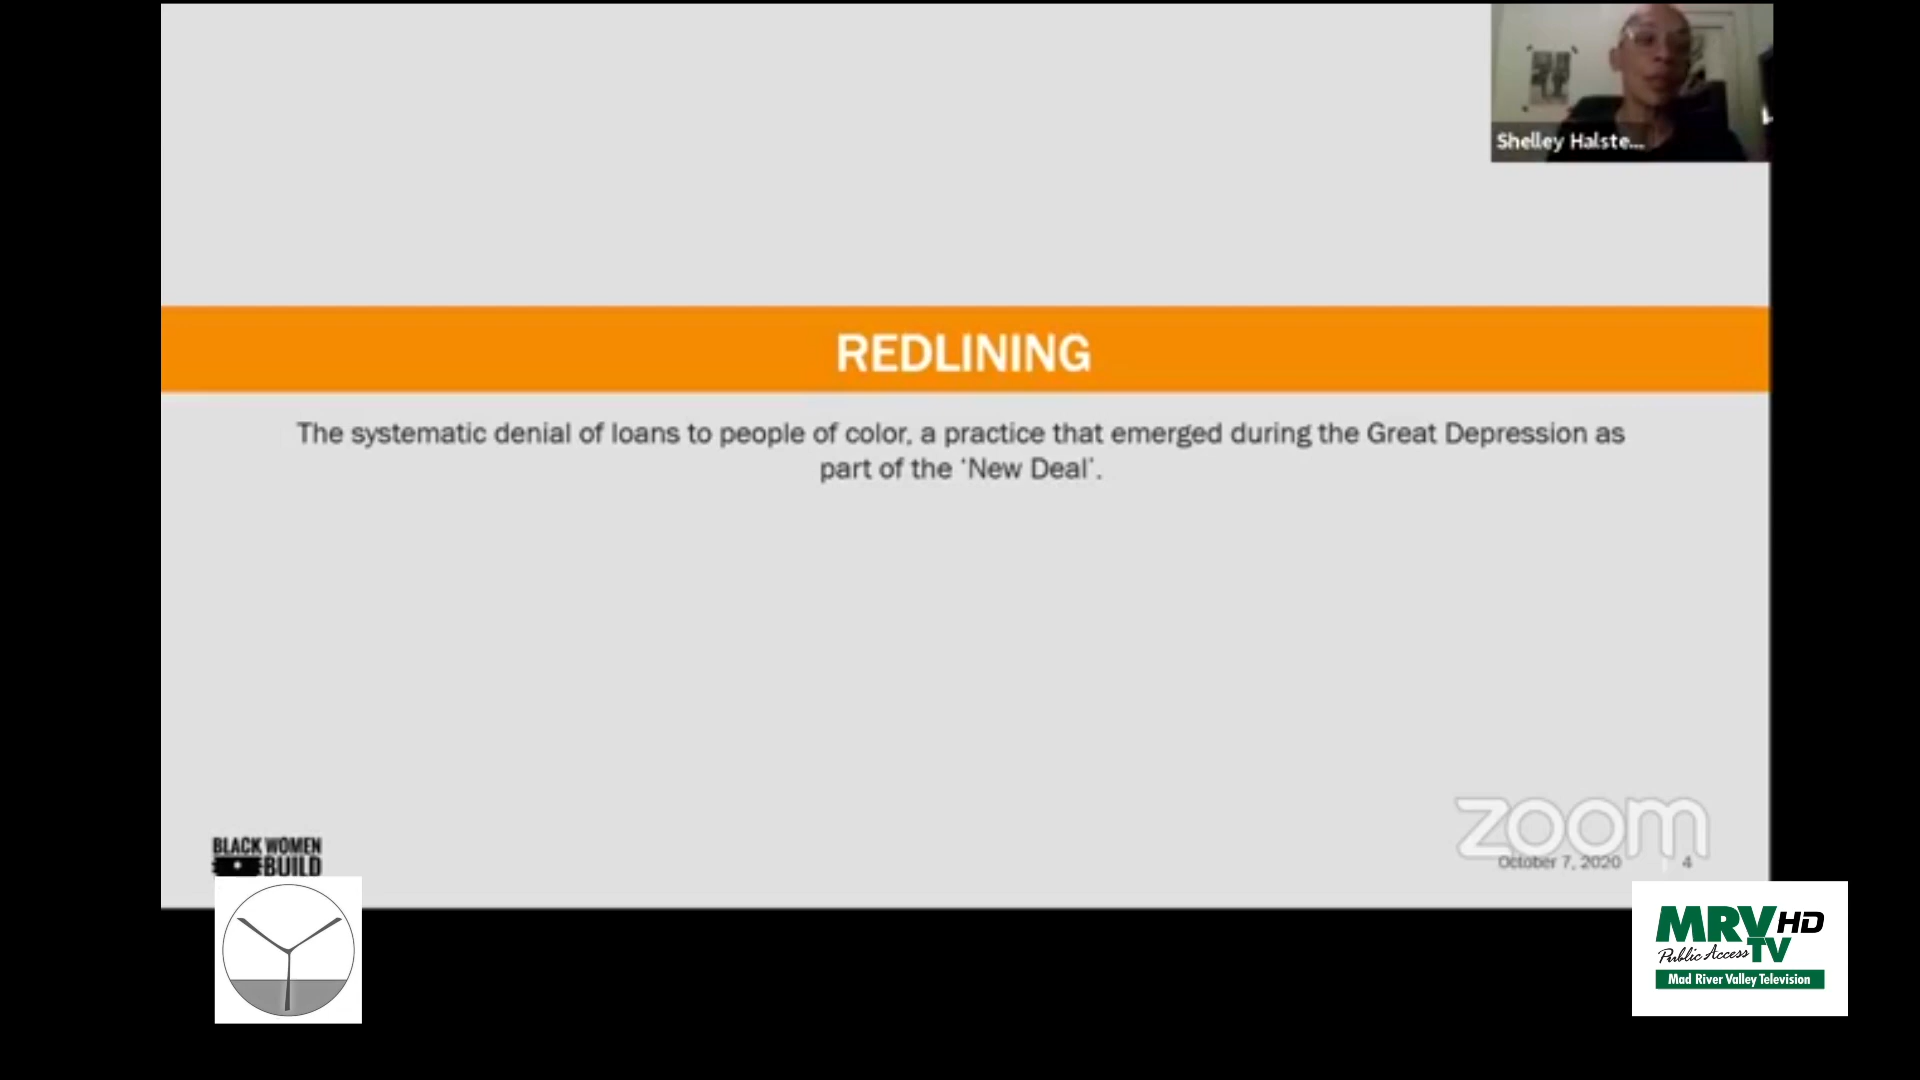 Shelley Halste...
REDLINING
The systematic denial of loans to people of color, a practice that emerged during the Great Depression as
part of the ‘New Deal’.
zoom
BLACK WOMEN
BUILD
October 7, 2020 | 4
MRV HD
Public Access TV
Mad River Valley Television